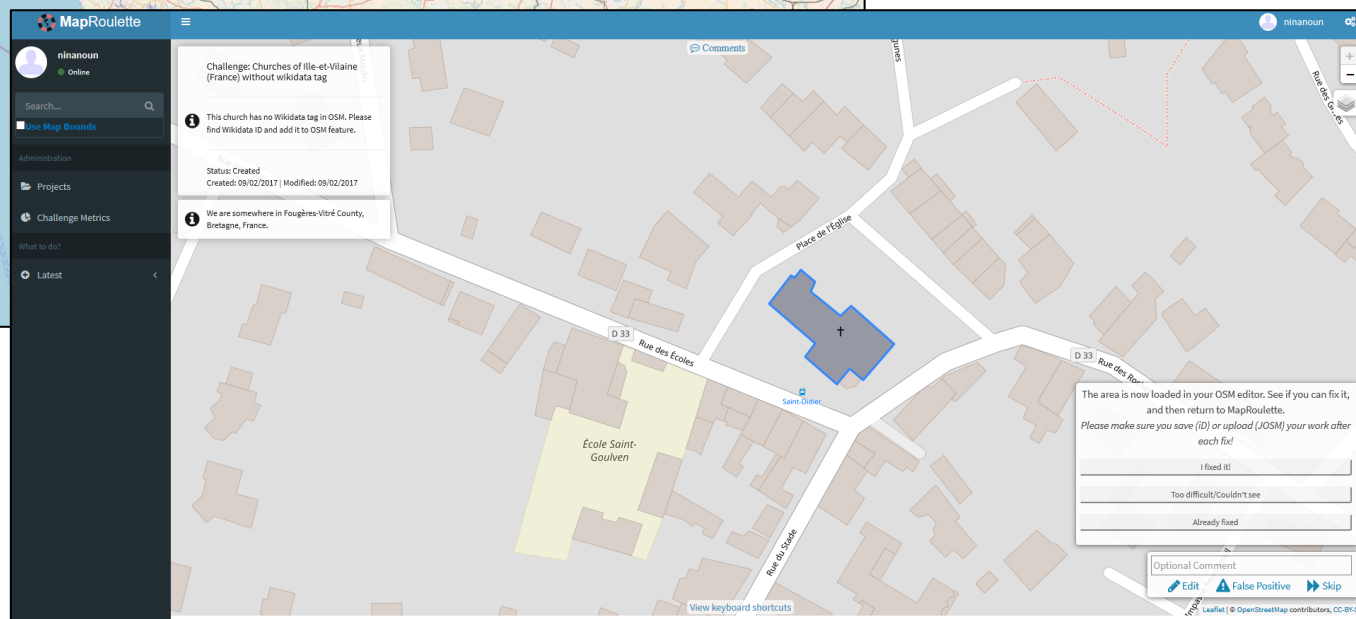 MapRoulette
ninanoun
ninanoun
Online
Search...
Use Map Bounds
Administration
Projects
Challenge Metrics
What to do?
Latest
Challenge: Churches of Ille-et-Vilaine
(France) without wikidata tag
This church has no Wikidata tag in OSM. Please
find Wikidata ID and add it to OSM feature.
Status: Created
Created: 09/02/2017 | Modified: 09/02/2017
We are somewhere in Fougères-Vitré County,
Bretagne, France.
Comments
Place de l'Église
D 33
Rue des Écoles
Saint-Didier
École Saint-
Goulven
Rue du Stade
D 33
The area is now loaded in your OSM editor. See if you can fix it,
and then return to MapRoulette.
Please make sure you save (iD) or upload (JOSM) your work after
each fix!
I fixed it!
Too difficult/Couldn't see
Already fixed
Optional Comment
Edit
False Positive
Skip
View keyboard shortcuts
Leaflet | © OpenStreetMap contributors, CC-BY-S